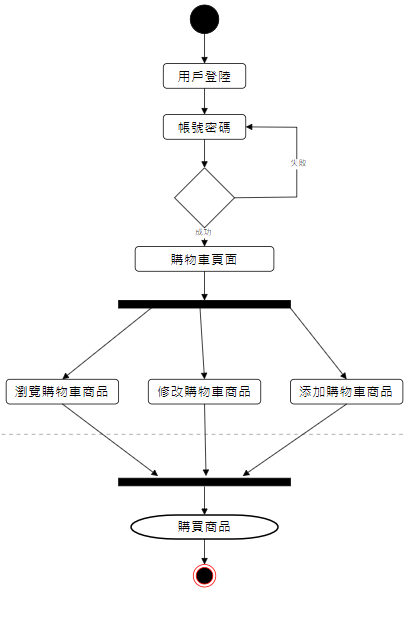 用戶登陸
帳號密碼
失敗
成功
購物車頁面
瀏覽購物車商品
修改購物車商品
添加購物車商品
購買商品